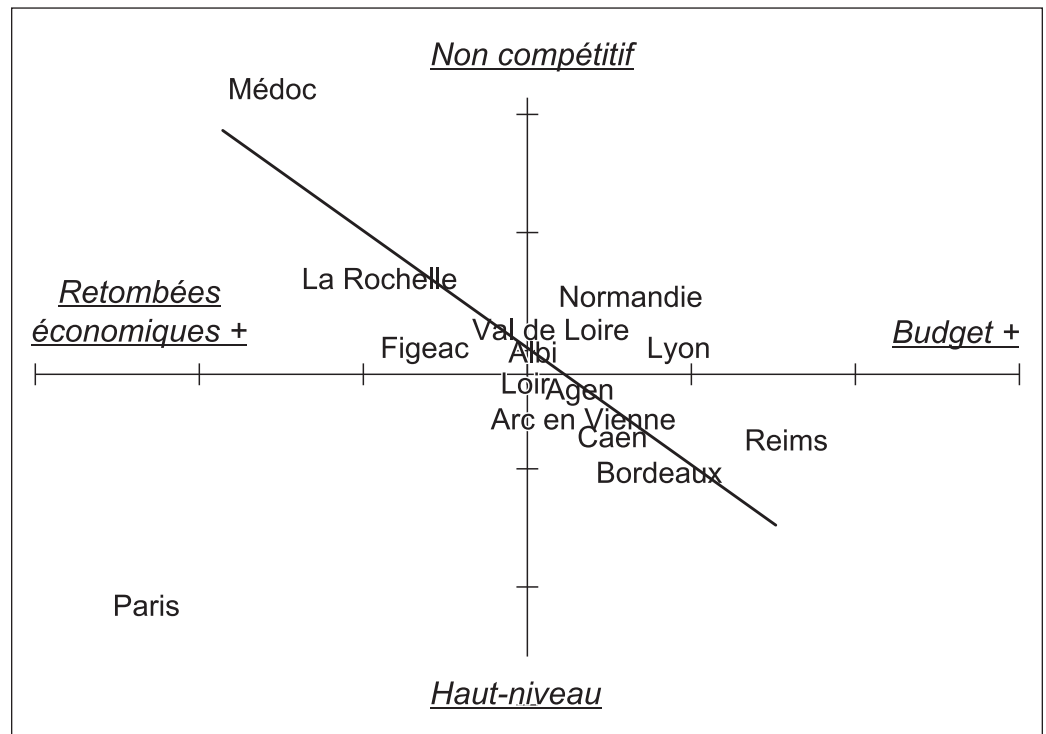 Non compétitif
Médoc
La Rochelle
Retombées
économiques +
Normandie
Val de Loire
Budget +
Figeac
Albi
Lyon
Loir
Agen
Arc en Vienne
Caen
Reims
Bordeaux
Paris
Haut-niveau